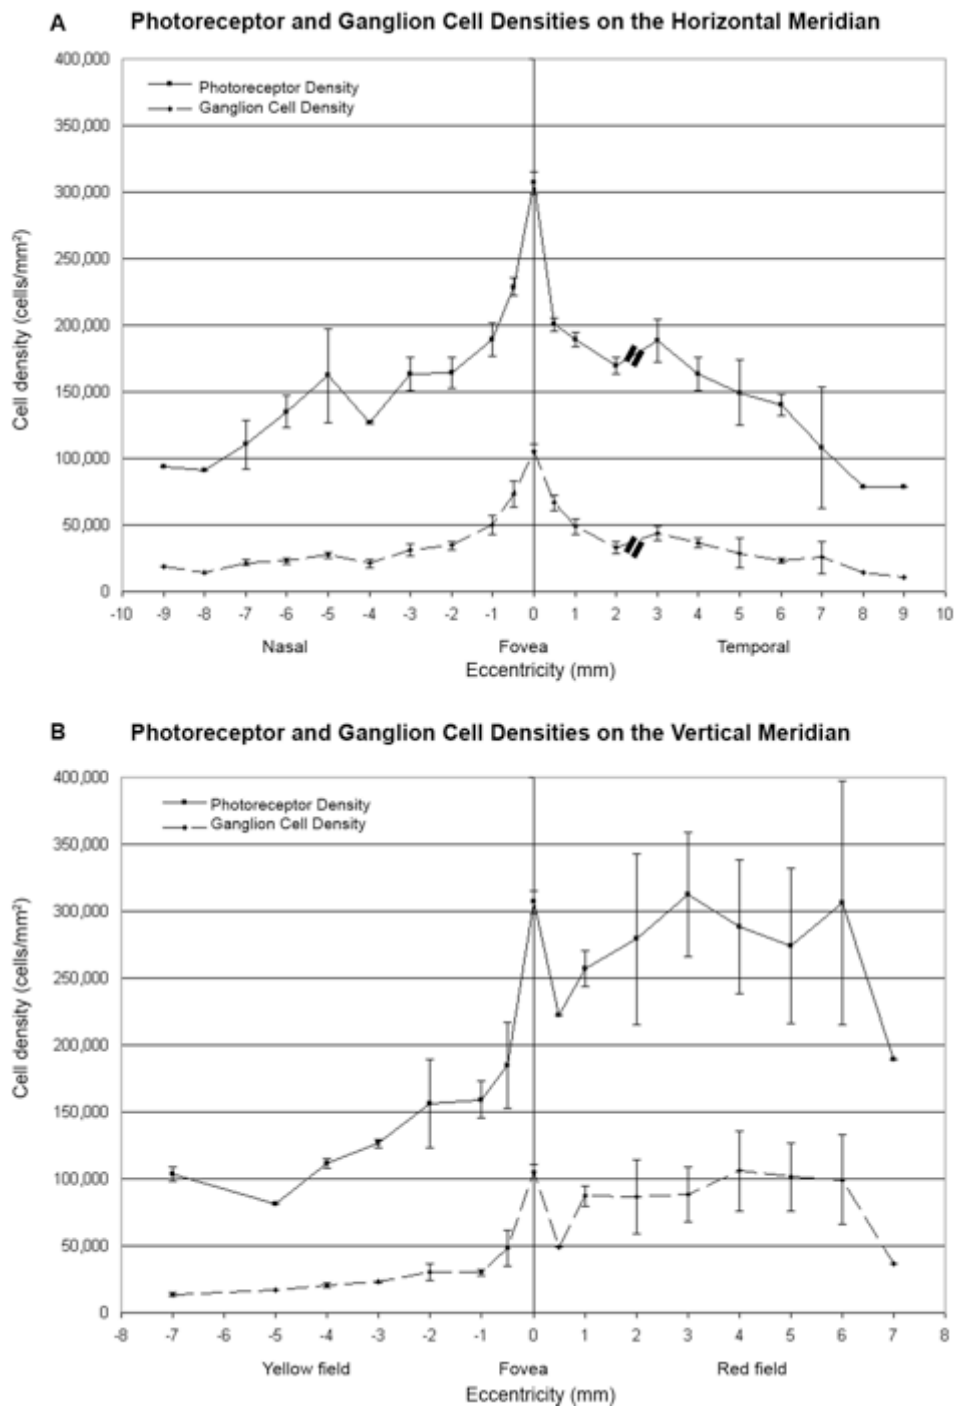 A Photoreceptor and Ganglion Cell Densities on the Horizontal Meridian
400,000
350,000
300,000
250,000
200,000
150,000
100,000
50,000
0
Cell density (cells/mm²)
Photoreceptor Density
Ganglion Cell Density
-10 -9 -8 -7 -6 -5 -4 -3 -2 -1 0 1 2 3 4 5 6 7 8 9 10
Nasal Fovea Temporal
Eccentricity (mm)
B Photoreceptor and Ganglion Cell Densities on the Vertical Meridian
400,000
350,000
300,000
250,000
200,000
150,000
100,000
50,000
0
Cell density (cells/mm²)
Photoreceptor Density
Ganglion Cell Density
-8 -7 -6 -5 -4 -3 -2 -1 0 1 2 3 4 5 6 7 8
Yellow field Fovea Red field
Eccentricity (mm)